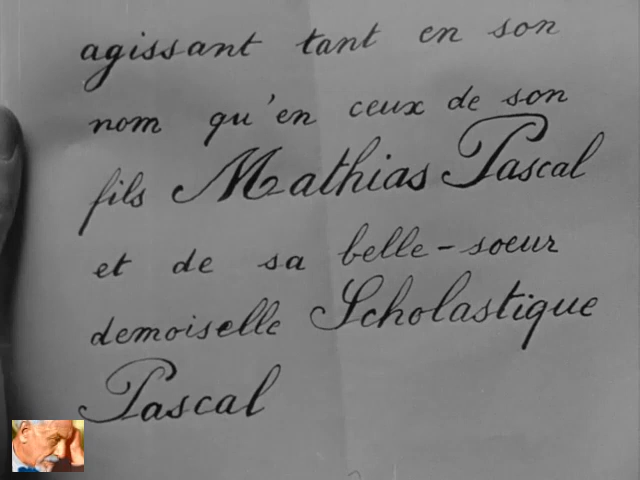 agissant tant en son
nom qu'en ceux de son
fils Mathias Pascal
et de sa belle-soeur
demoiselle Scholastique
Pascal